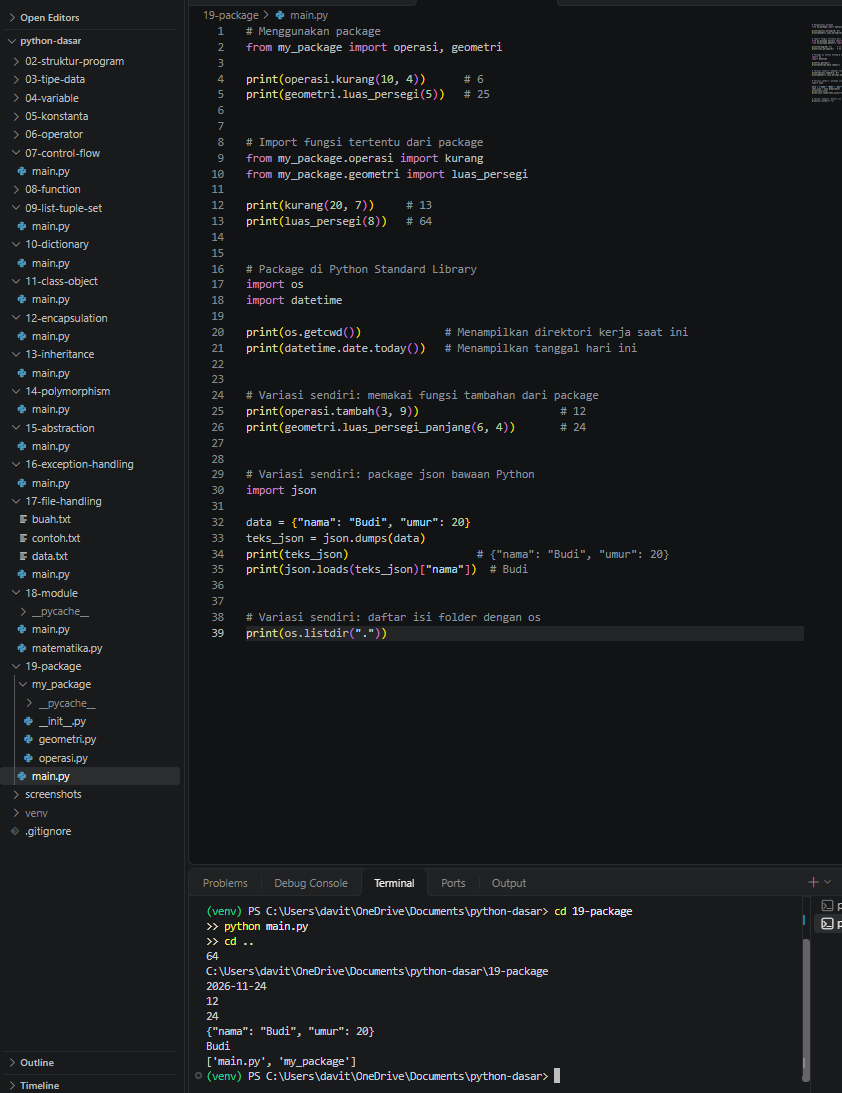 Open Editors
python-dasar
02-struktur-program
03-tipe-data
04-variable
05-konstanta
06-operator
07-control-flow
main.py
08-function
09-list-tuple-set
main.py
10-dictionary
main.py
11-class-object
main.py
12-encapsulation
main.py
13-inheritance
main.py
14-polymorphism
main.py
15-abstraction
main.py
16-exception-handling
main.py
17-file-handling
buah.txt
contoh.txt
data.txt
main.py
18-module
__pycache__
main.py
matematika.py
19-package
my_package
__pycache__
__init__.py
geometri.py
operasi.py
main.py
screenshots
venv
.gitignore
Outline
Timeline
19-package > main.py
1 # Menggunakan package
2 from my_package import operasi, geometri
3
4 print(operasi.kurang(10, 4))      # 6
5 print(geometri.luas_persegi(5))   # 25
6
7
8 # Import fungsi tertentu dari package
9 from my_package.operasi import kurang
10 from my_package.geometri import luas_persegi
11
12 print(kurang(20, 7))     # 13
13 print(luas_persegi(8))   # 64
14
15
16 # Package di Python Standard Library
17 import os
18 import datetime
19
20 print(os.getcwd())             # Menampilkan direktori kerja saat ini
21 print(datetime.date.today())   # Menampilkan tanggal hari ini
22
23
24 # Variasi sendiri: memakai fungsi tambahan dari package
25 print(operasi.tambah(3, 9))                      # 12
26 print(geometri.luas_persegi_panjang(6, 4))       # 24
27
28
29 # Variasi sendiri: package json bawaan Python
30 import json
31
32 data = {"nama": "Budi", "umur": 20}
33 teks_json = json.dumps(data)
34 print(teks_json)                    # {"nama": "Budi", "umur": 20}
35 print(json.loads(teks_json)["nama"])  # Budi
36
37
38 # Variasi sendiri: daftar isi folder dengan os
39 print(os.listdir("."))
Problems Debug Console Terminal Ports Output
(venv) PS C:\Users\davit\OneDrive\Documents\python-dasar> cd 19-package
>> python main.py
>> cd ..
64
C:\Users\davit\OneDrive\Documents\python-dasar\19-package
2026-11-24
12
24
{"nama": "Budi", "umur": 20}
Budi
['main.py', 'my_package']
(venv) PS C:\Users\davit\OneDrive\Documents\python-dasar>